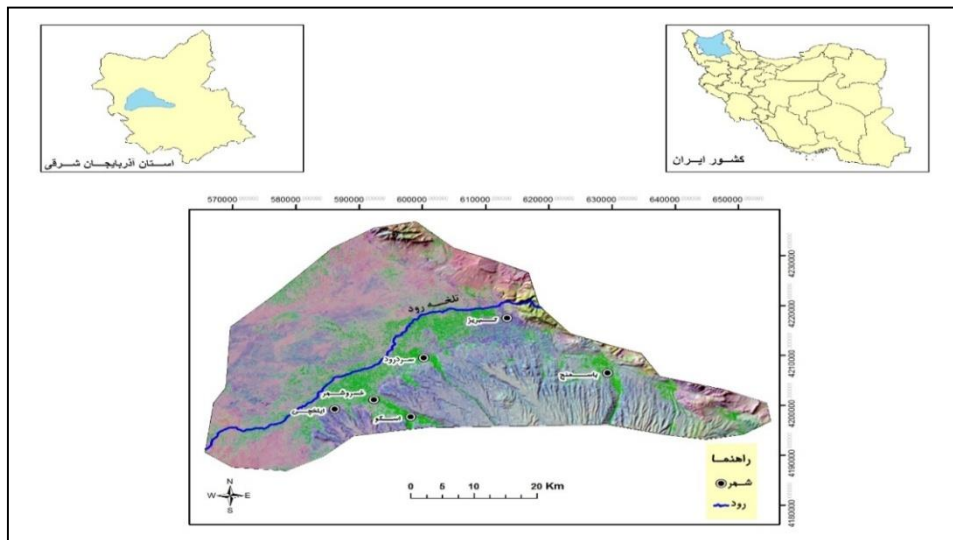 استان آذربایجان شرقی
کشور ایران
570000 580000 590000 600000 610000 620000 630000 640000 650000
4230000
4220000
4210000
4200000
4190000
4180000
تلخه رود
تبریز
سردرود
باسمنج
خسروشهر
ایلخچی
اسکو
راهنما
شهر
رود
N
W E
S
0 5 10 20 Km